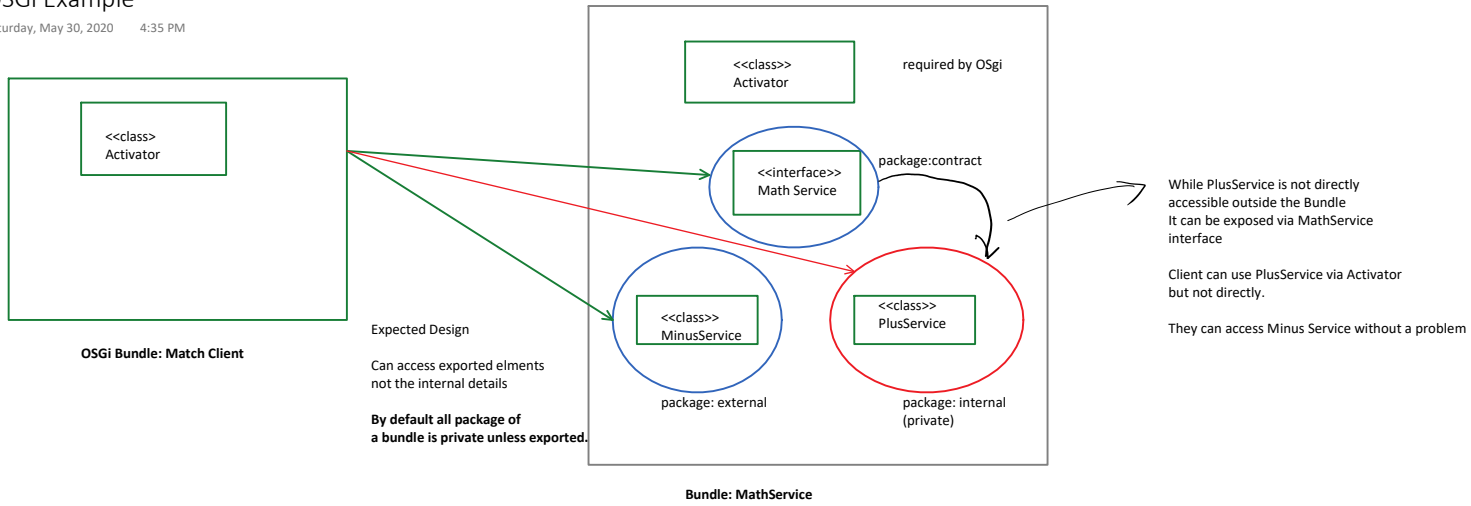 OSGi Example
Saturday, May 30, 2020 4:35 PM
<<class>
Activator
OSGi Bundle: Match Client
Expected Design
Can access exported elments
not the internal details
By default all package of
a bundle is private unless exported.
<<class>>
Activator
required by OSgi
<<interface>>
Math Service
package:contract
<<class>>
MinusService
package: external
<<class>>
PlusService
package: internal
(private)
Bundle: MathService
While PlusService is not directly
accessible outside the Bundle
It can be exposed via MathService
interface
Client can use PlusService via Activator
but not directly.
They can access Minus Service without a problem